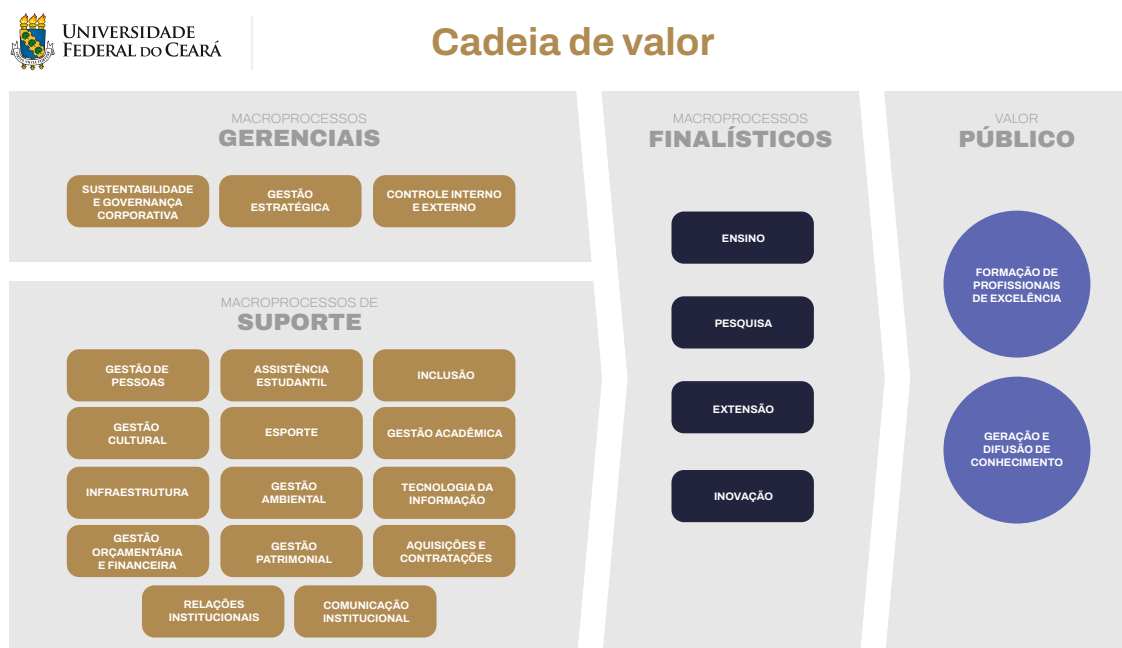 UNIVERSIDADE
FEDERAL DO CEARÁ
Cadeia de valor
MACROPROCESSOS
GERENCIAIS
SUSTENTABILIDADE
E GOVERNANÇA
CORPORATIVA
GESTÃO
ESTRATÉGICA
CONTROLE INTERNO
E EXTERNO
MACROPROCESSOS DE
SUPORTE
GESTÃO DE
PESSOAS
ASSISTÊNCIA
ESTUDANTIL
INCLUSÃO
GESTÃO
CULTURAL
ESPORTE
GESTÃO ACADÊMICA
INFRAESTRUTURA
GESTÃO
AMBIENTAL
TECNOLOGIA DA
INFORMAÇÃO
GESTÃO
ORÇAMENTÁRIA
E FINANCEIRA
GESTÃO
PATRIMONIAL
AQUISIÇÕES E
CONTRATAÇÕES
RELAÇÕES
INSTITUCIONAIS
COMUNICAÇÃO
INSTITUCIONAL
MACROPROCESSOS
FINALÍSTICOS
ENSINO
PESQUISA
EXTENSÃO
INOVAÇÃO
VALOR
PÚBLICO
FORMAÇÃO DE
PROFISSIONAIS
DE EXCELÊNCIA
GERAÇÃO E
DIFUSÃO DE
CONHECIMENTO